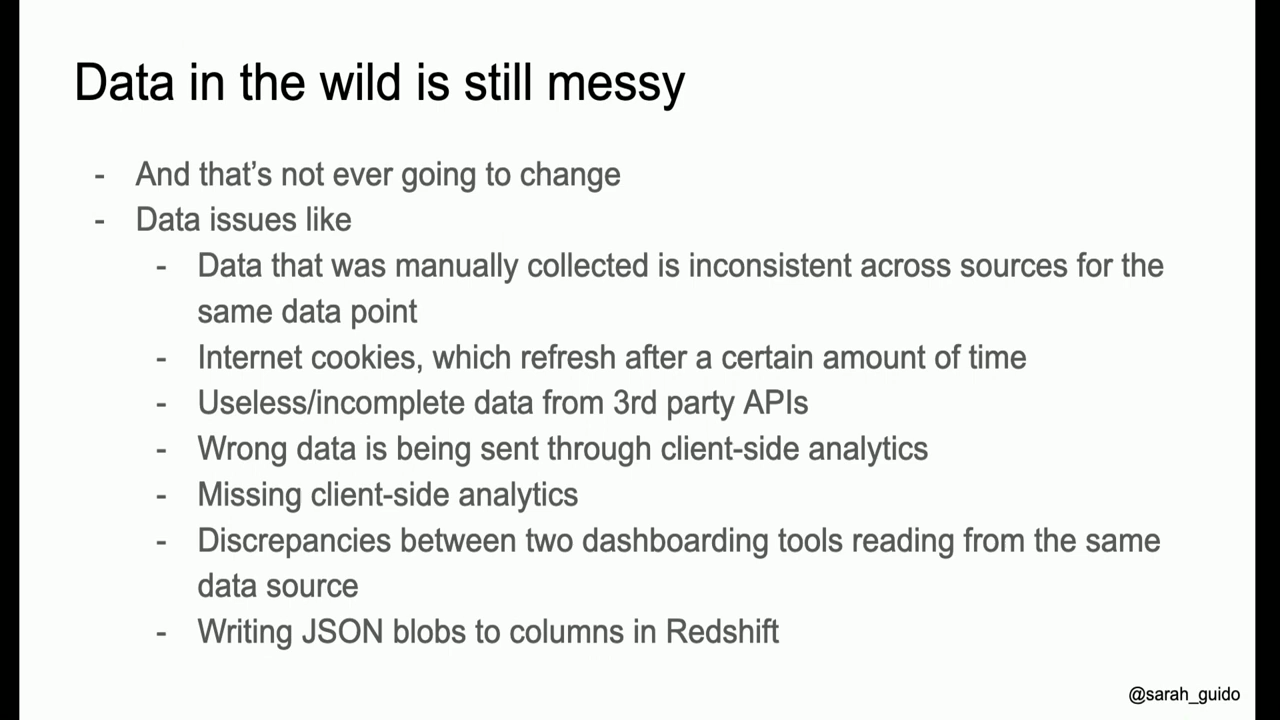 Data in the wild is still messy
- And that's not ever going to change
- Data issues like
- Data that was manually collected is inconsistent across sources for the
same data point
- Internet cookies, which refresh after a certain amount of time
- Useless/incomplete data from 3rd party APIs
- Wrong data is being sent through client-side analytics
- Missing client-side analytics
- Discrepancies between two dashboarding tools reading from the same
data source
- Writing JSON blobs to columns in Redshift
@sarah_guido